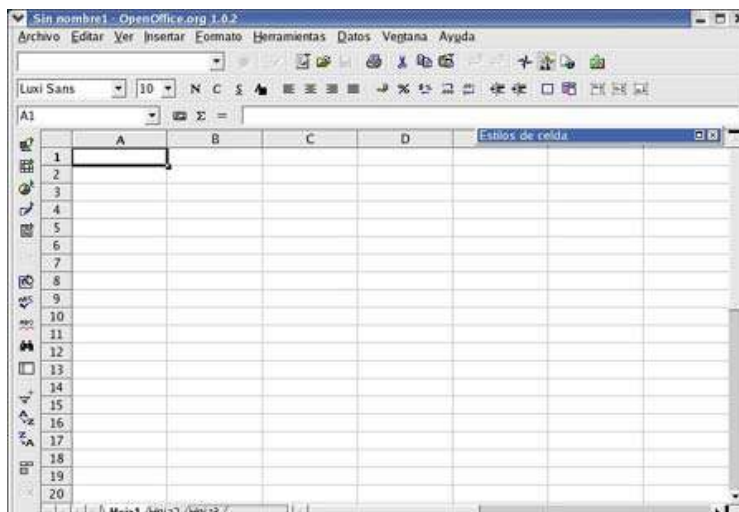 Sin nombre1 - OpenOffice.org 1.0.2
Archivo Editar Ver Insertar Formato Herramientas Datos Ventana Ayuda
Luxi Sans 10 N C S
A1 Σ =
Estilos de celda
A B C D
1
2
3
4
5
6
7
8
9
10
11
12
13
14
15
16
17
18
19
20
Hoja1 Hoja2 Hoja3